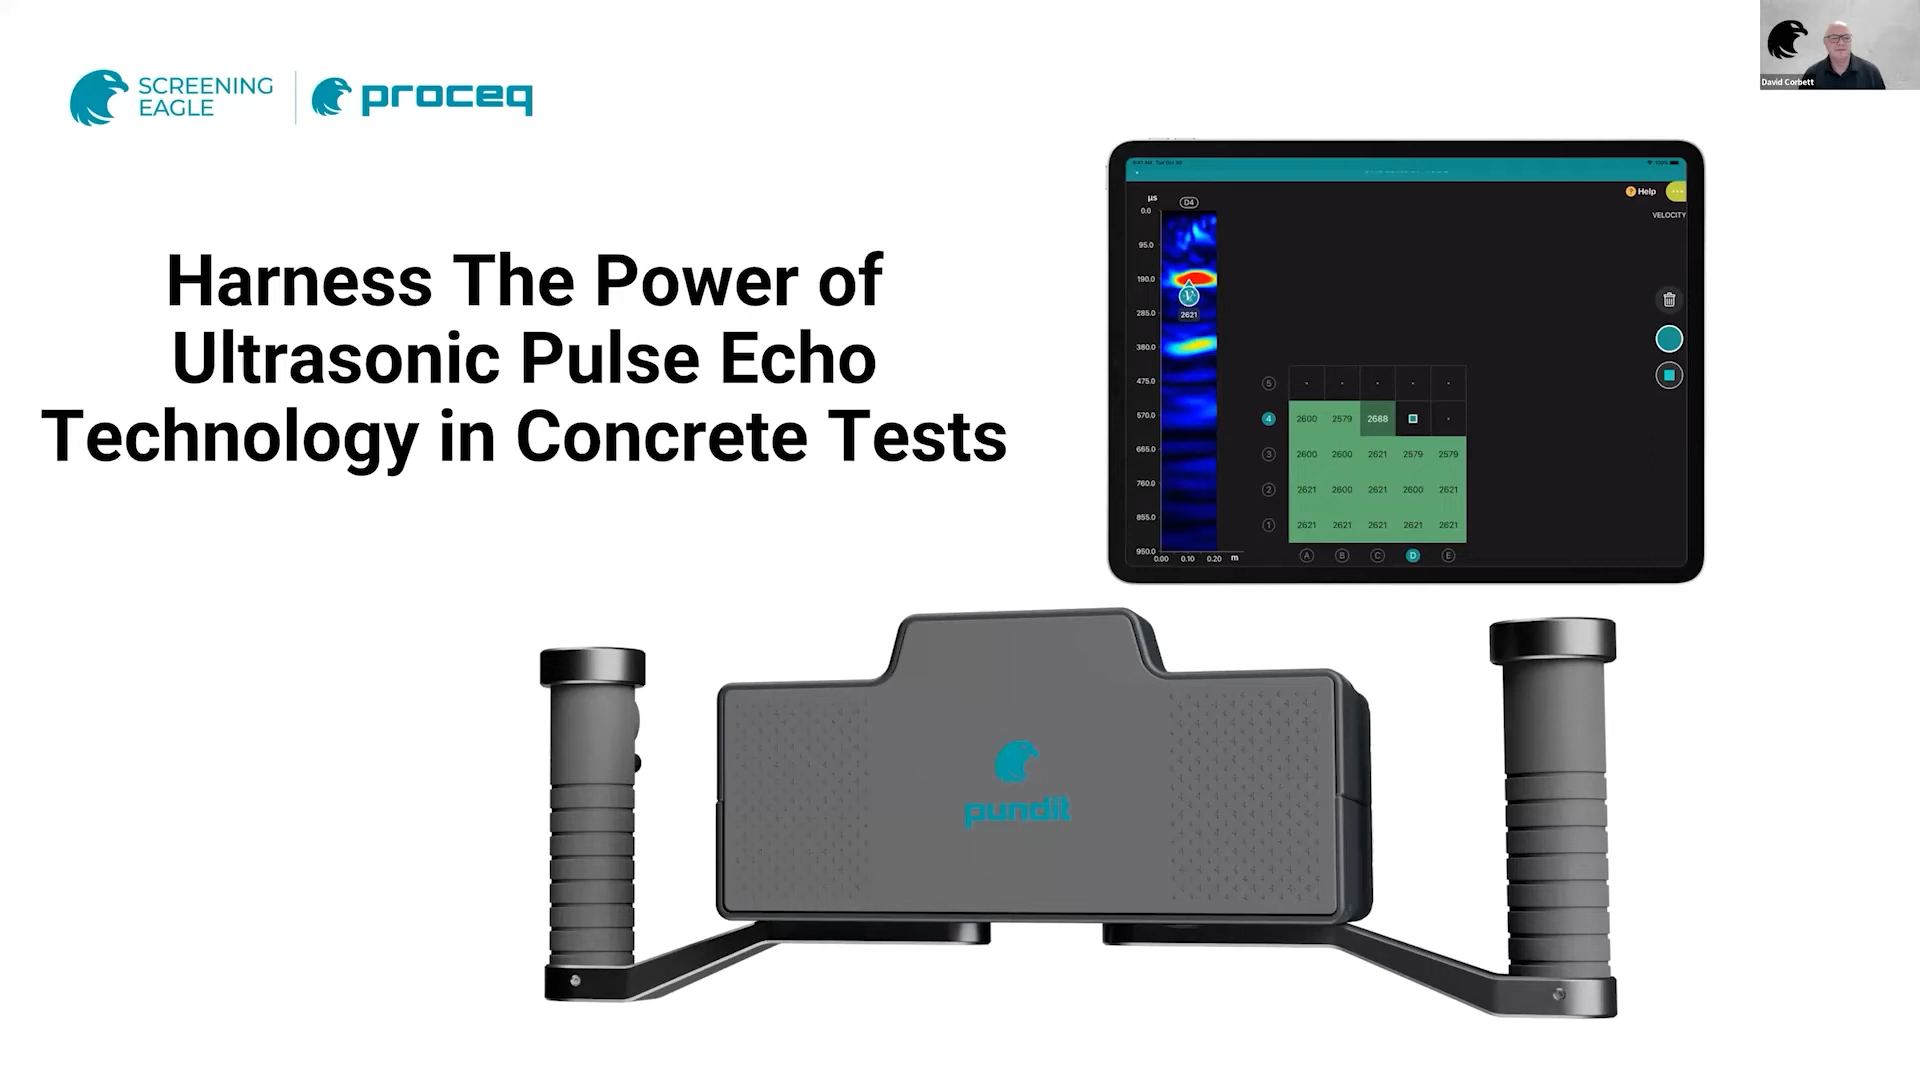 David Corbett
SCREENING
EAGLE
proceq
Harness The Power of
Ultrasonic Pulse Echo
Technology in Concrete Tests
Help
VELOCITY
µs
D4
0.0
95.0
190.0
2621
285.0
380.0
475.0
570.0
665.0
760.0
855.0
950.0
0.00 0.10 0.20 m
5
4 2600 2579 2688
3 2600 2600 2621 2579 2579
2 2621 2600 2621 2600 2621
1 2621 2621 2621 2621 2621
A B C D E
pundit